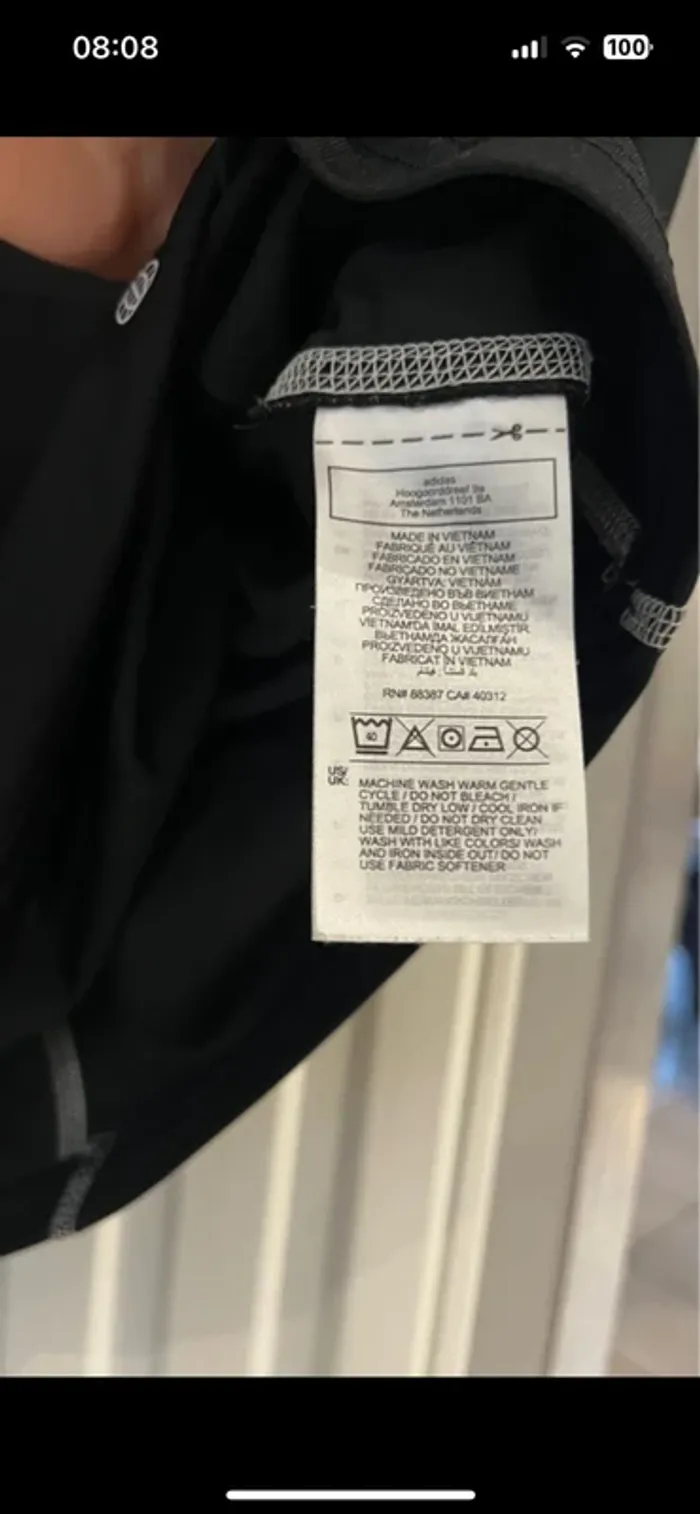 08:08
100
adidas
Hoogoorddreef 9a
Amsterdam 1101 BA
The Netherlands
MADE IN VIETNAM
FABRIQUÉ AU VIÊTNAM
FABRICADO EN VIETNAM
FABRICADO NO VIETNAME
GYÁRTVA: VIETNÁM
ПРОИЗВЕДЕНО ВЪВ ВИЕТНАМ
СДЕЛАНО ВО ВЬЕТНАМЕ
PROIZVEDENO U VIJETNAMU
VIETNAM'DA İMAL EDİLMİŞTİR
ВЬЕТНАМДА ЖАСАЛҒАН
PROIZVEDENO U VIJETNAMU
FABRICAT ÎN VIETNAM
RN# 88387 CA# 40312
40
US/
UK:
MACHINE WASH WARM GENTLE
CYCLE / DO NOT BLEACH /
TUMBLE DRY LOW / COOL IRON IF
NEEDED / DO NOT DRY CLEAN
USE MILD DETERGENT ONLY/
WASH WITH LIKE COLORS/ WASH
AND IRON INSIDE OUT/ DO NOT
USE FABRIC SOFTENER